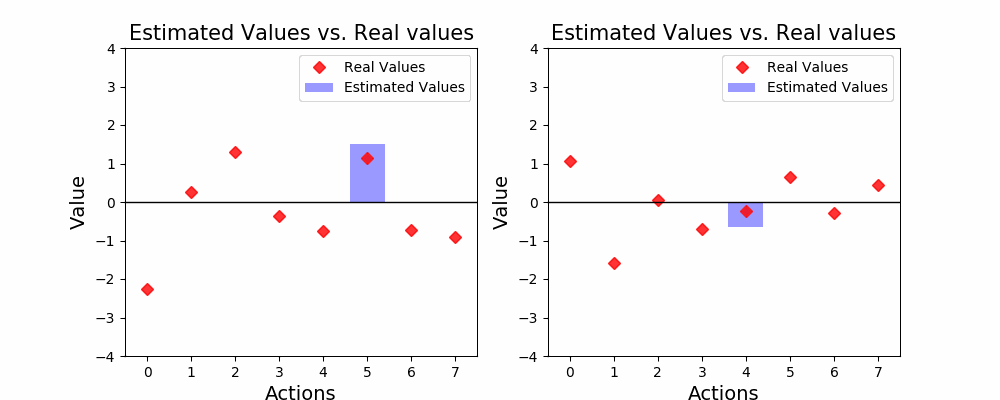 Estimated Values vs. Real values
Real Values
Estimated Values
4
3
2
1
0
−1
−2
−3
−4
Value
0 1 2 3 4 5 6 7
Actions
Estimated Values vs. Real values
Real Values
Estimated Values
4
3
2
1
0
−1
−2
−3
−4
Value
0 1 2 3 4 5 6 7
Actions